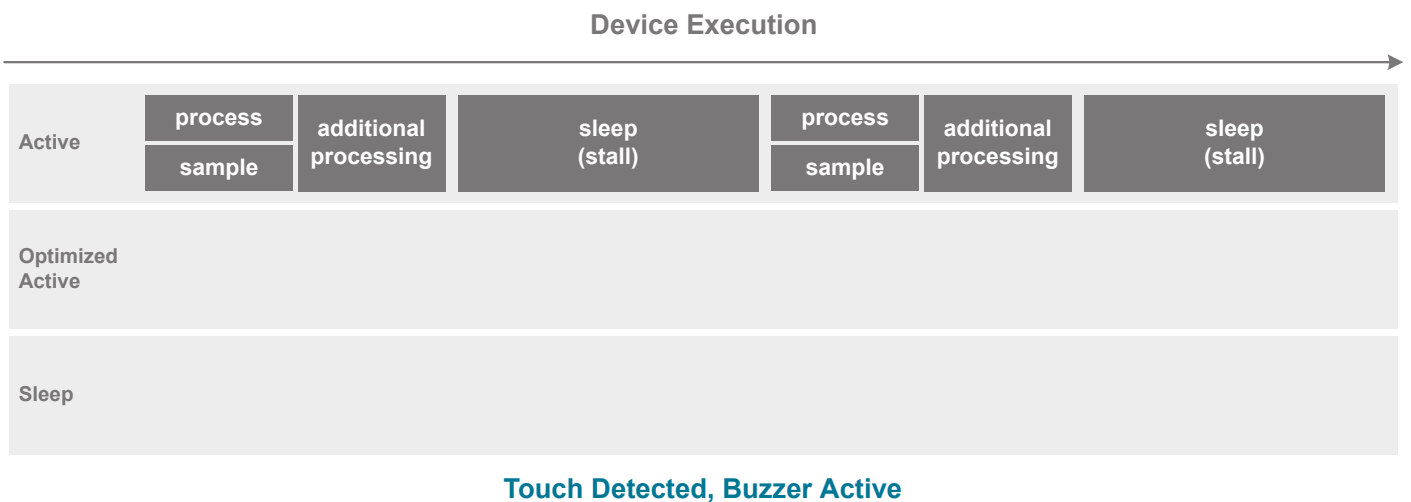 Device Execution
Active
process
sample
additional
processing
sleep
(stall)
process
sample
additional
processing
sleep
(stall)
Optimized
Active
Sleep
Touch Detected, Buzzer Active